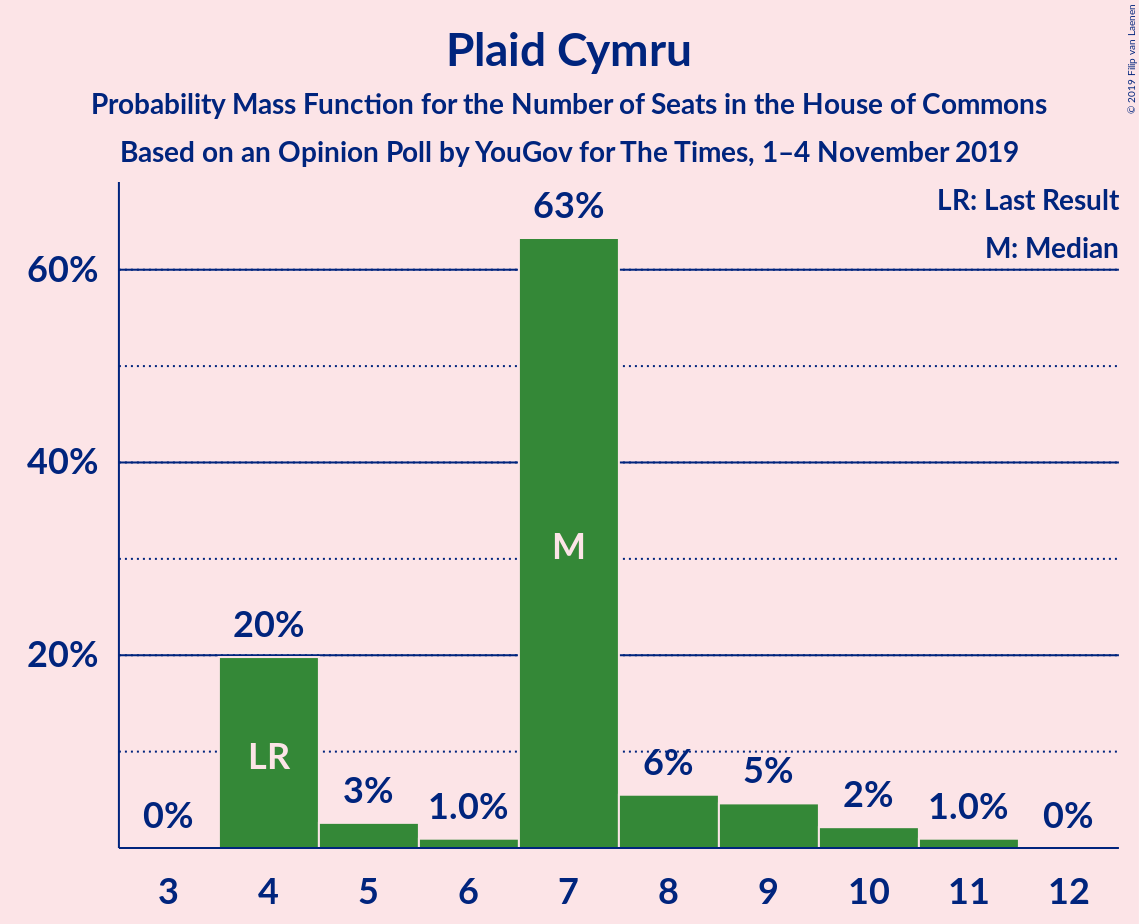 Plaid Cymru
Probability Mass Function for the Number of Seats in the House of Commons
Based on an Opinion Poll by YouGov for The Times, 1–4 November 2019
© 2019 Filip van Laenen
LR: Last Result
M: Median
63%
60%
40%
20%
20%
M
LR
0%
3%
1.0%
6%
5%
2%
1.0%
0%
3
4
5
6
7
8
9
10
11
12